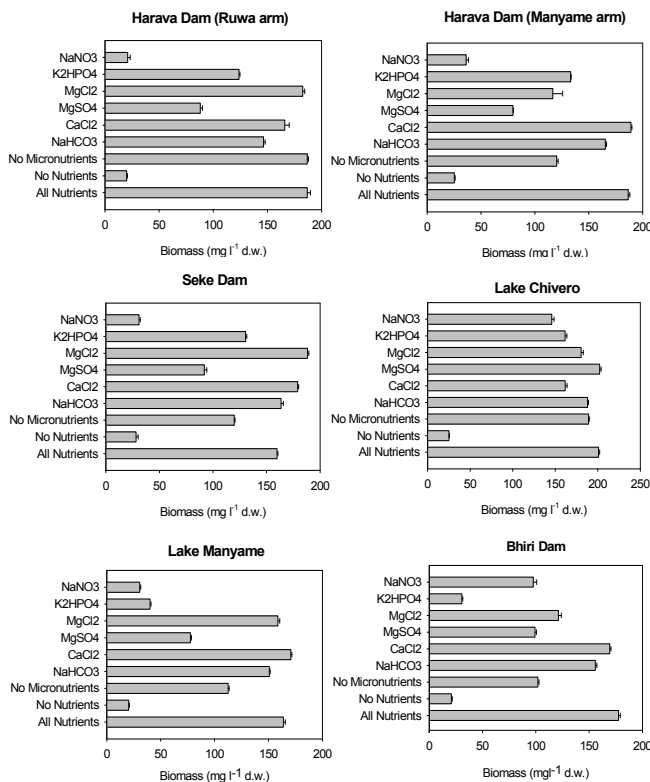 Harava Dam (Ruwa arm)
NaNO3
K2HPO4
MgCl2
MgSO4
CaCl2
NaHCO3
No Micronutrients
No Nutrients
All Nutrients
0 50 100 150 200
Biomass (mg l-1 d.w.)
Harava Dam (Manyame arm)
NaNO3
K2HPO4
MgCl2
MgSO4
CaCl2
NaHCO3
No Micronutrients
No Nutrients
All Nutrients
0 50 100 150 200
Biomass (mg l-1 d.w.)
Seke Dam
NaNO3
K2HPO4
MgCl2
MgSO4
CaCl2
NaHCO3
No Micronutrients
No Nutrients
All Nutrients
0 50 100 150 200
Biomass (mg l-1 d.w.)
Lake Chivero
NaNO3
K2HPO4
MgCl2
MgSO4
CaCl2
NaHCO3
No Micronutrients
No Nutrients
All Nutrients
0 50 100 150 200 250
Biomass (mg l-1 d.w.)
Lake Manyame
NaNO3
K2HPO4
MgCl2
MgSO4
CaCl2
NaHCO3
No Micronutrients
No Nutrients
All Nutrients
0 50 100 150 200
Biomass (mg l-1 d.w.)
Bhiri Dam
NaNO3
K2HPO4
MgCl2
MgSO4
CaCl2
NaHCO3
No Micronutrients
No Nutrients
All Nutrients
0 50 100 150 200
Biomass (mgl-1 d.w.)